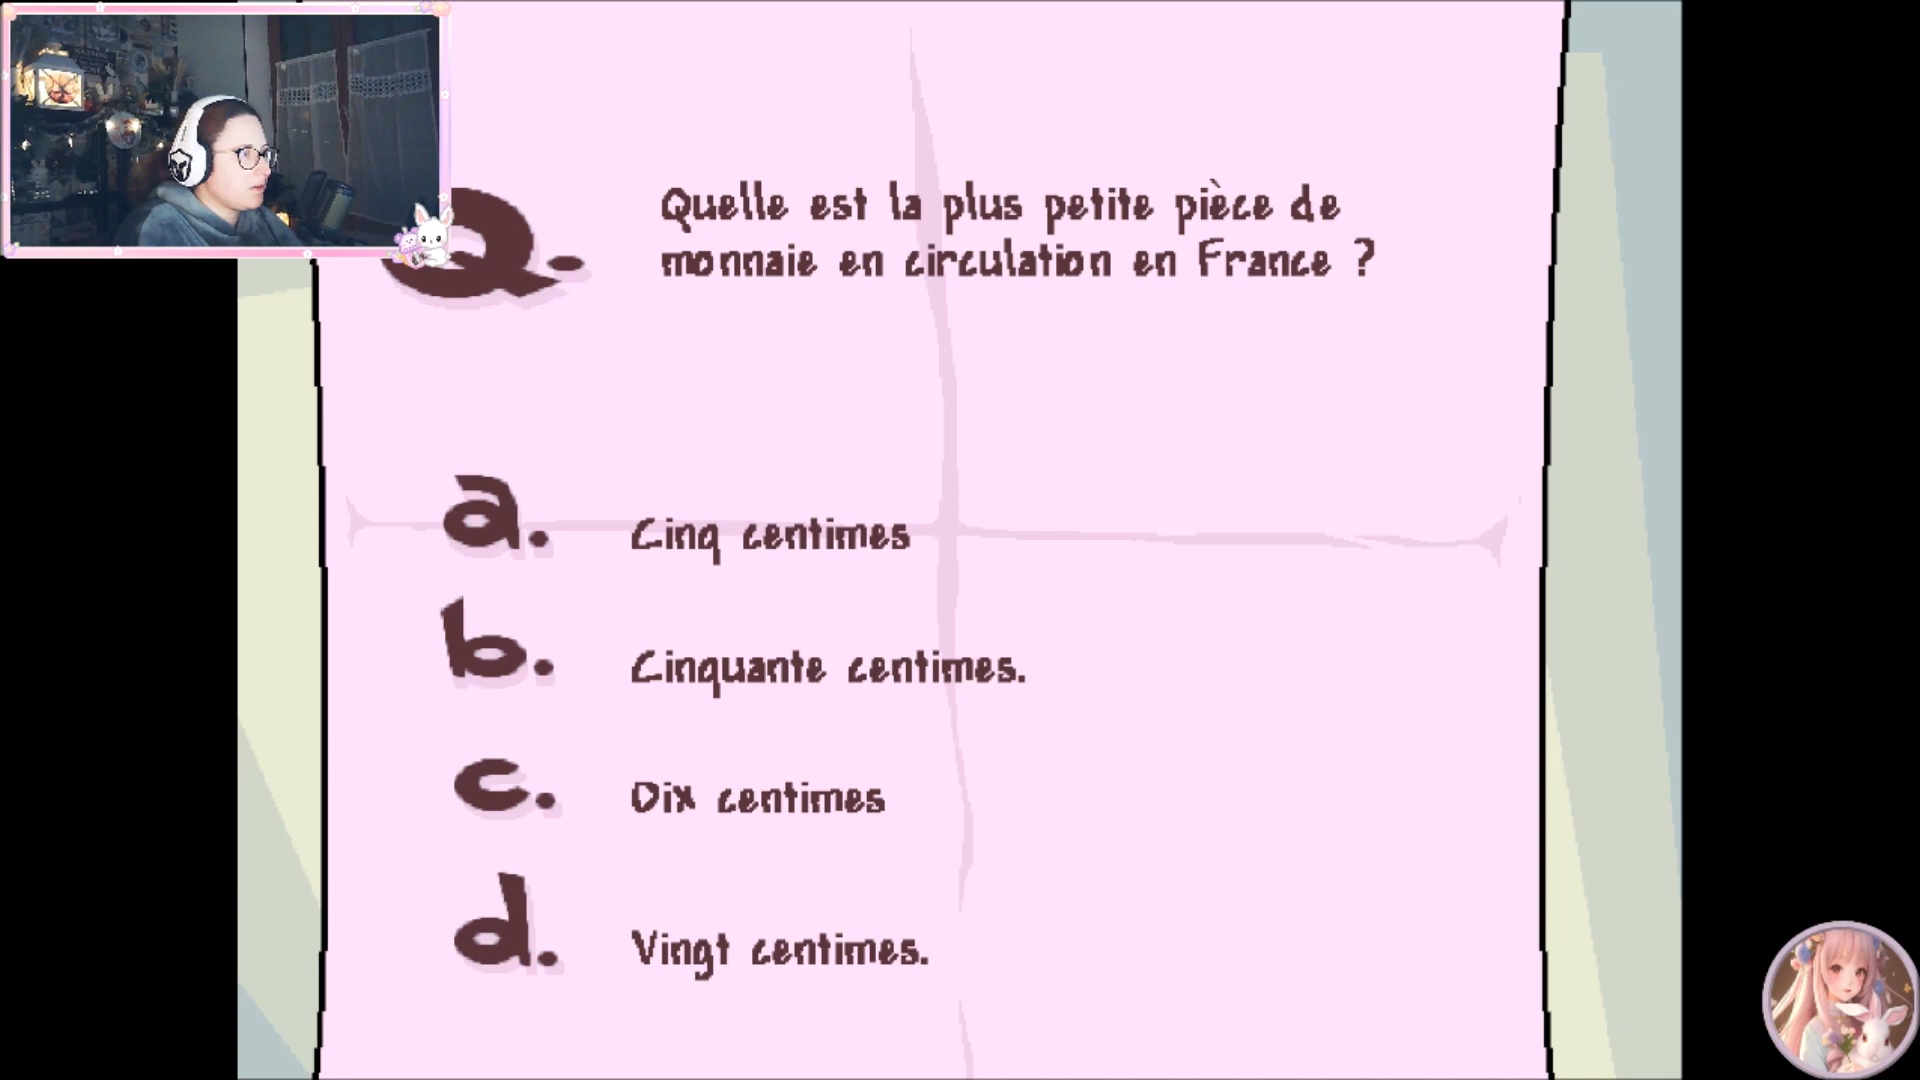 Q.
Quelle est la plus petite pièce de
monnaie en circulation en France ?
a. Cinq centimes
b. Cinquante centimes.
c. Dix centimes
d. Vingt centimes.